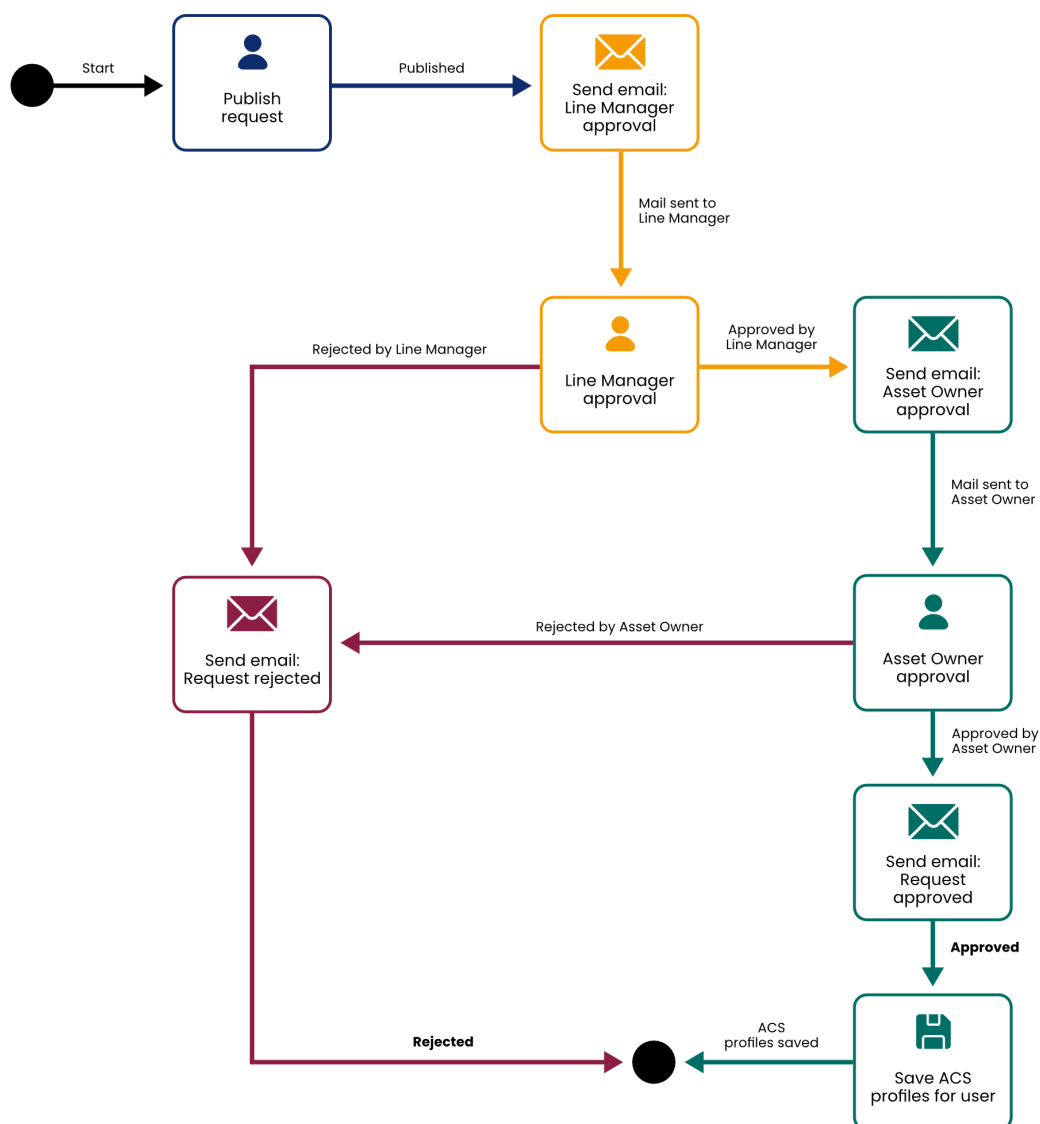 Start
Publish
request
Published
Send email:
Line Manager
approval
Mail sent to
Line Manager
Rejected by Line Manager
Line Manager
approval
Approved by
Line Manager
Send email:
Asset Owner
approval
Mail sent to
Asset Owner
Send email:
Request rejected
Rejected by Asset Owner
Asset Owner
approval
Approved by
Asset Owner
Send email:
Request
approved
Approved
Rejected
ACS
profiles saved
Save ACS
profiles for user